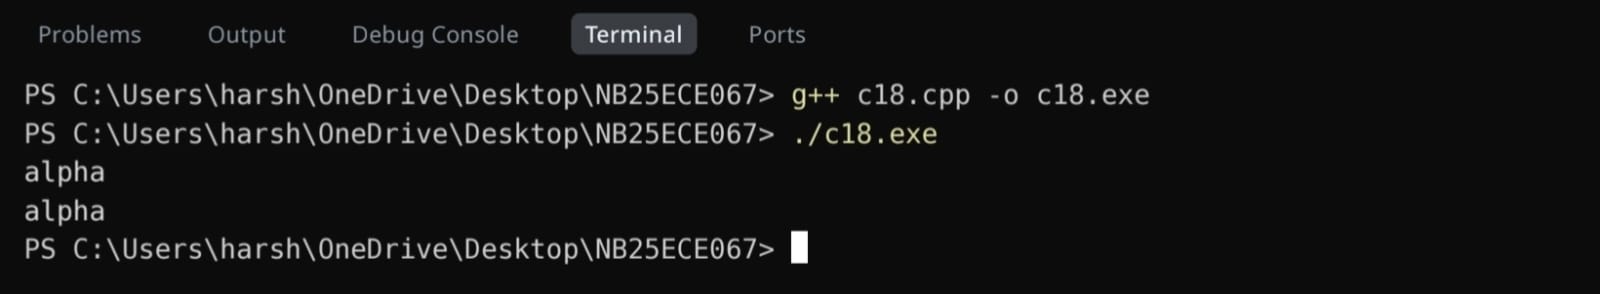 Problems Output Debug Console Terminal Ports
PS C:\Users\harsh\OneDrive\Desktop\NB25ECE067> g++ c18.cpp -o c18.exe
PS C:\Users\harsh\OneDrive\Desktop\NB25ECE067> ./c18.exe
alpha
alpha
PS C:\Users\harsh\OneDrive\Desktop\NB25ECE067>